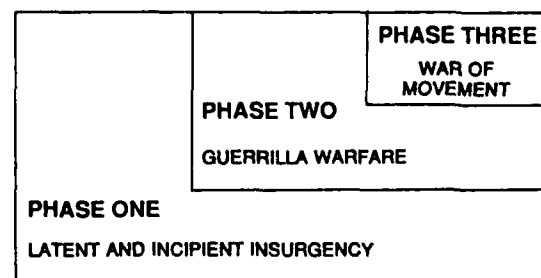 PHASE THREE
WAR OF
MOVEMENT
PHASE TWO
GUERRILLA WARFARE
PHASE ONE
LATENT AND INCIPIENT INSURGENCY